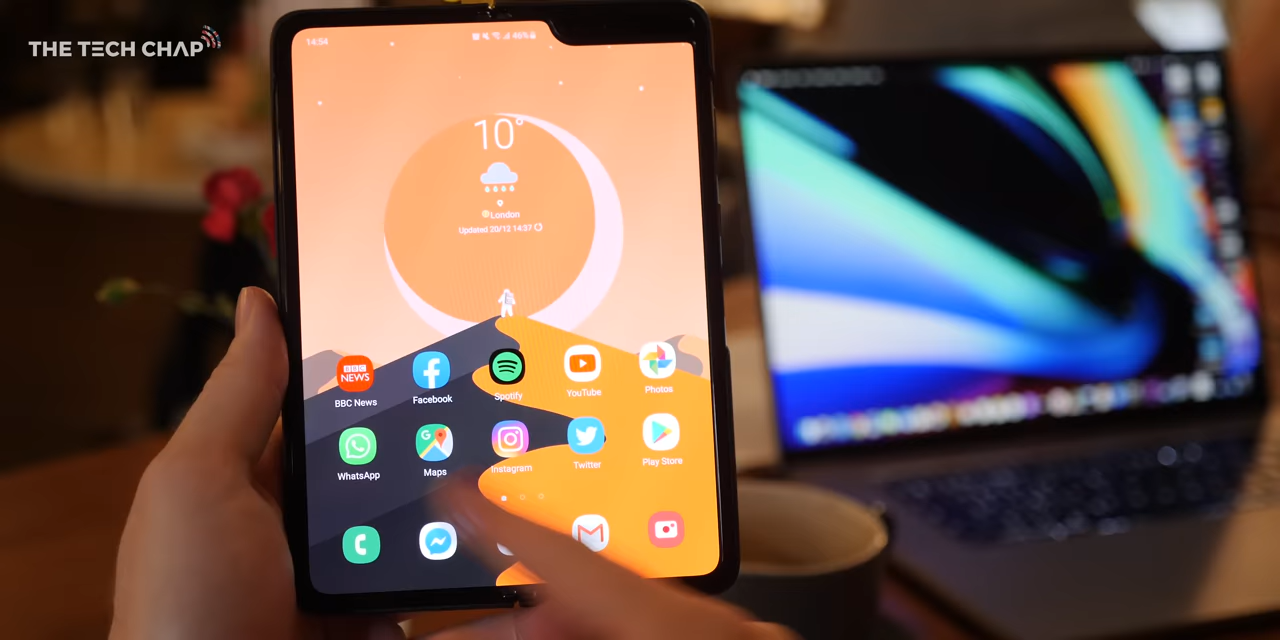 THE TECH CHAP
14:54
46%
10°
London
Updated 20/12 14:37
BBC NEWS
BBC News
Facebook
Spotify
YouTube
Photos
WhatsApp
Maps
Instagram
Twitter
Play Store